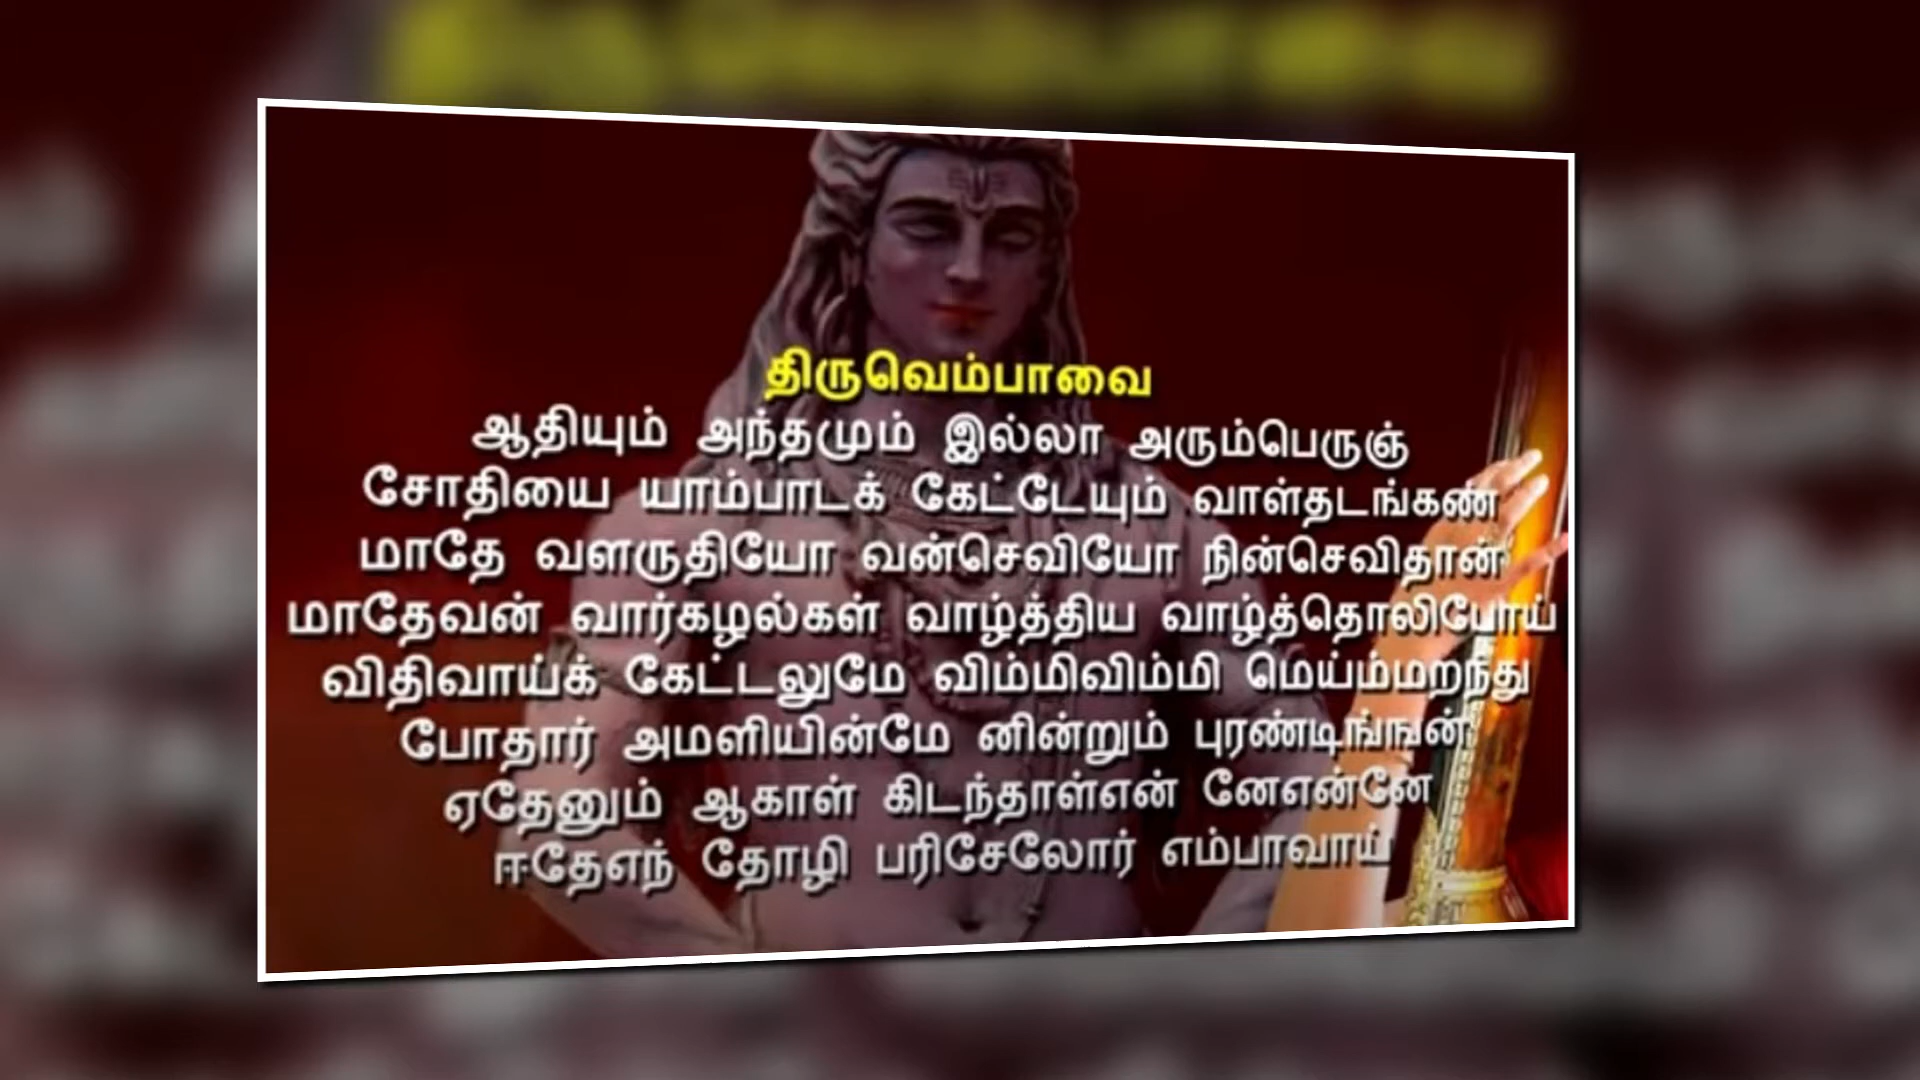 திருவெம்பாவை
ஆதியும் அந்தமும் இல்லா அரும்பெருஞ்
சோதியை யாம்பாடக் கேட்டேயும் வாள்தடங்கண்
மாதே வளருதியோ வன்செவியோ நின்செவிதான்
மாதேவன் வார்கழல்கள் வாழ்த்திய வாழ்த்தொலிபோய்
விதிவாய்க் கேட்டலுமே விம்மிவிம்மி மெய்ம்மறந்து
போதார் அமளியின்மே னின்றும் புரண்டிங்ஙன்
ஏதேனும் ஆகாள் கிடந்தாள்என் னேஎன்னே
ஈதேஎந் தோழி பரிசேலோர் எம்பாவாய்